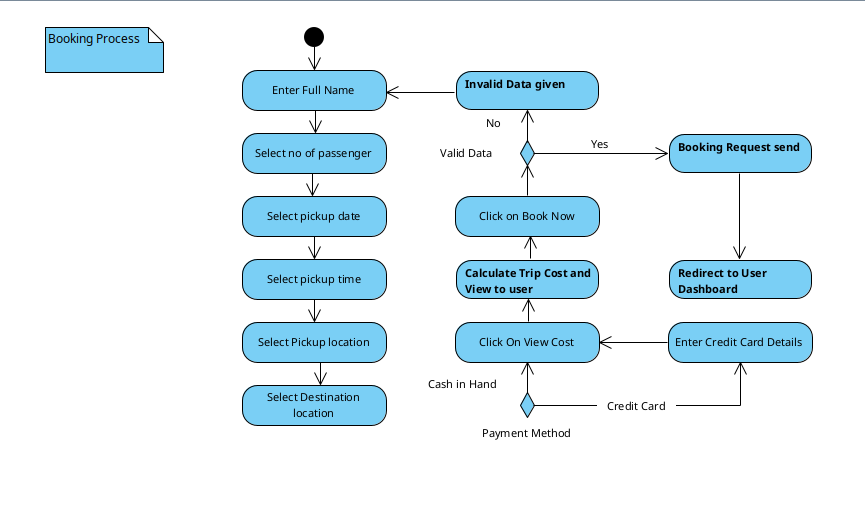 Booking Process
Enter Full Name
Select no of passenger
Select pickup date
Select pickup time
Select Pickup location
Select Destination
location
Invalid Data given
No
Valid Data
Yes
Booking Request send
Click on Book Now
Calculate Trip Cost and
View to user
Redirect to User
Dashboard
Click On View Cost
Enter Credit Card Details
Cash in Hand
Credit Card
Payment Method